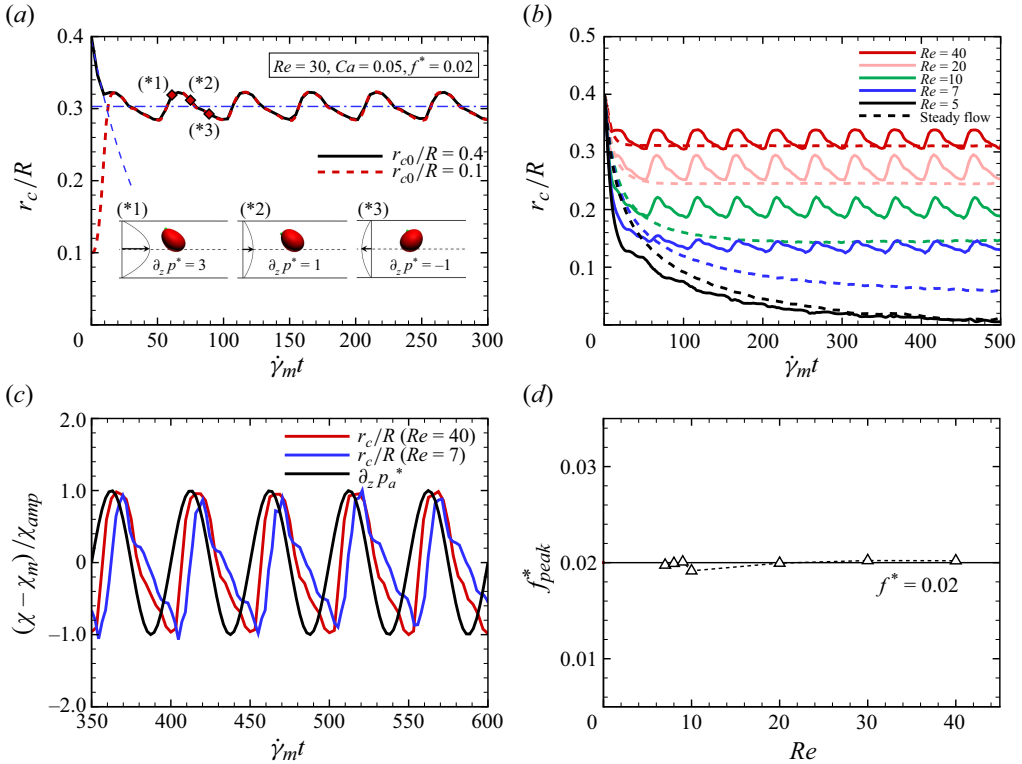 (a)
0.4
0.3
0.2
0.1
0
r_c/R
Re = 30, Ca = 0.05, f* = 0.02
(*1)
(*2)
(*3)
r_c0/R = 0.4
r_c0/R = 0.1
(*1)
(*2)
(*3)
∂_z p* = 3
∂_z p* = 1
∂_z p* = −1
50
100
150
200
250
300
γ̇_m t
(b)
0.5
0.4
0.3
0.2
0.1
0
r_c/R
Re = 40
Re = 20
Re = 10
Re = 7
Re = 5
Steady flow
100
200
300
400
500
γ̇_m t
(c)
2.0
1.0
0
−1.0
−2.0
(χ − χ_m)/χ_amp
r_c/R (Re = 40)
r_c/R (Re = 7)
∂_z p_a*
350
400
450
500
550
600
γ̇_m t
(d)
0.03
0.02
0.01
f*_peak
f* = 0.02
0
10
20
30
40
Re